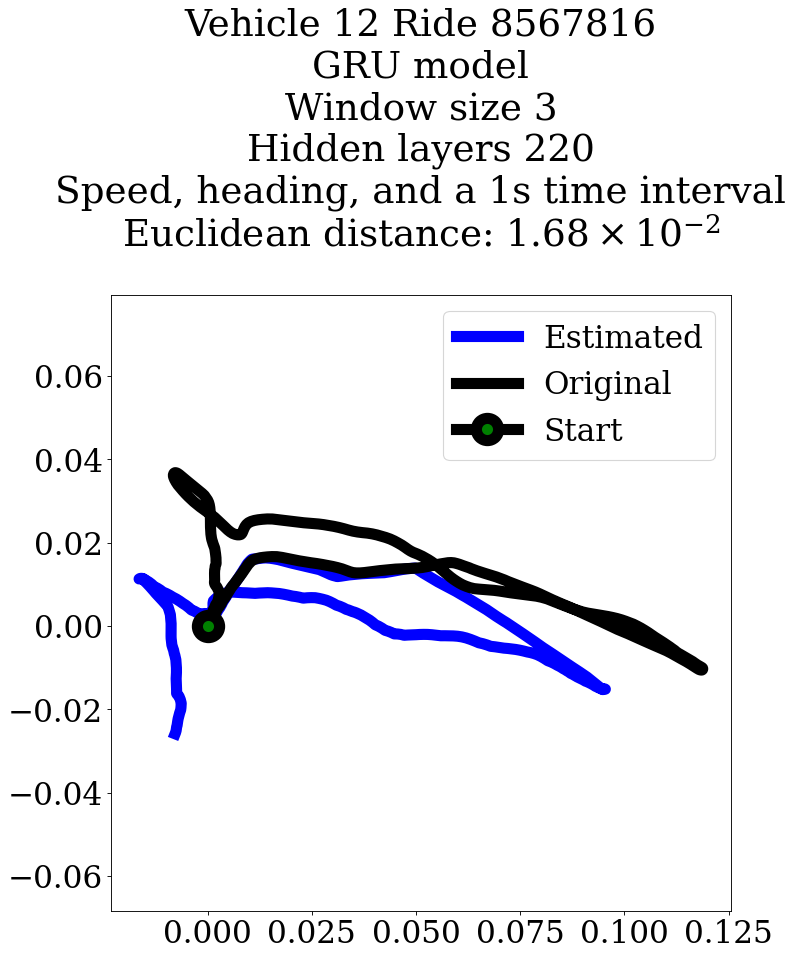 Vehicle 12 Ride 8567816
GRU model
Window size 3
Hidden layers 220
Speed, heading, and a 1s time interval
Euclidean distance: 1.68 × 10⁻²
Estimated
Original
Start
0.06
0.04
0.02
0.00
−0.02
−0.04
−0.06
0.000 0.025 0.050 0.075 0.100 0.125